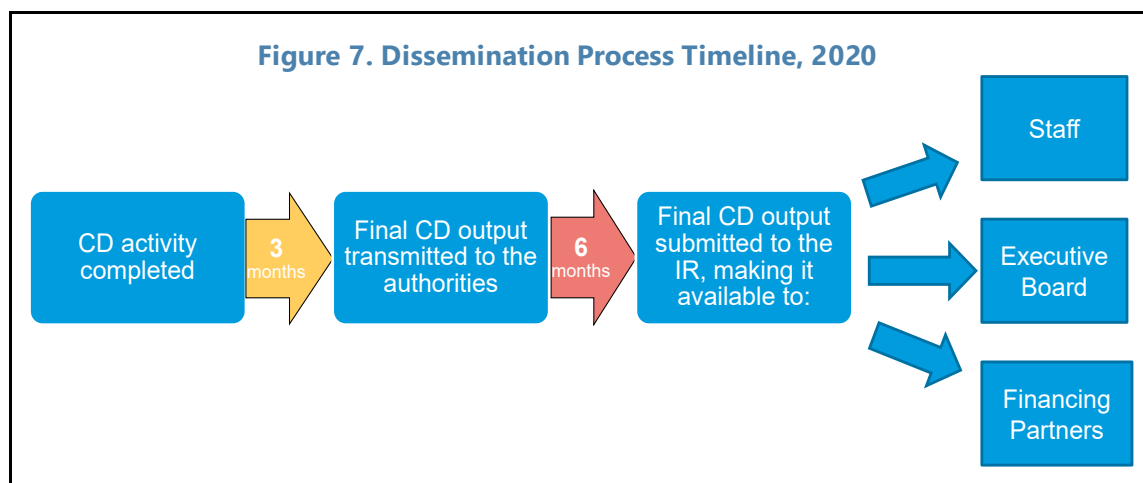 Figure 7. Dissemination Process Timeline, 2020
CD activity
completed
3
months
Final CD output
transmitted to the
authorities
6
months
Final CD output
submitted to the
IR, making it
available to:
Staff
Executive
Board
Financing
Partners